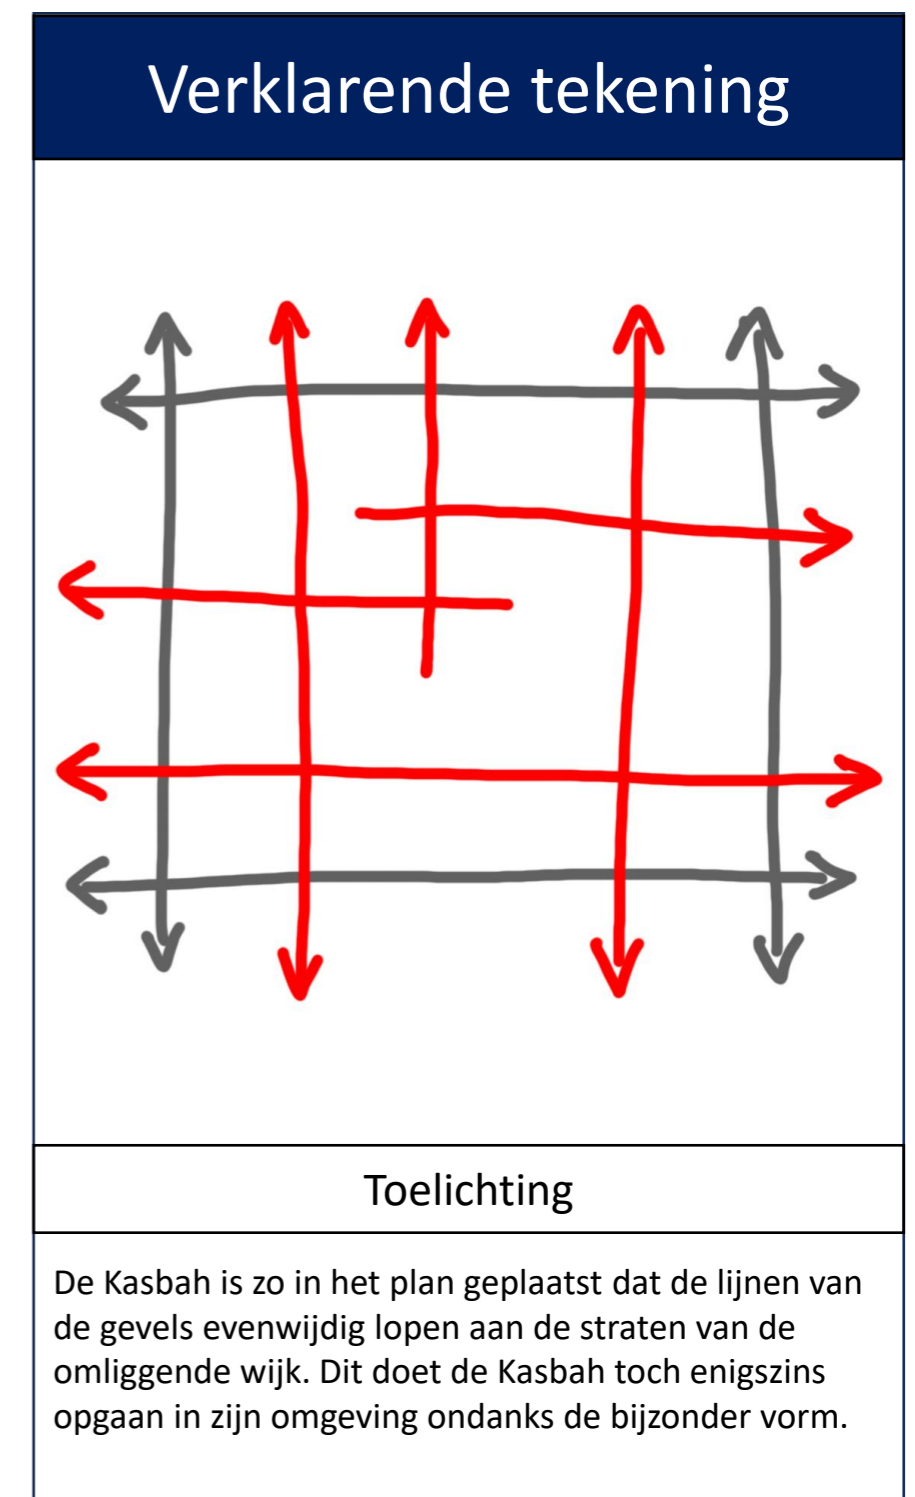 Verklarende tekening
Toelichting
De Kasbah is zo in het plan geplaatst dat de lijnen van
de gevels evenwijdig lopen aan de straten van de
omliggende wijk. Dit doet de Kasbah toch enigszins
opgaan in zijn omgeving ondanks de bijzonder vorm.